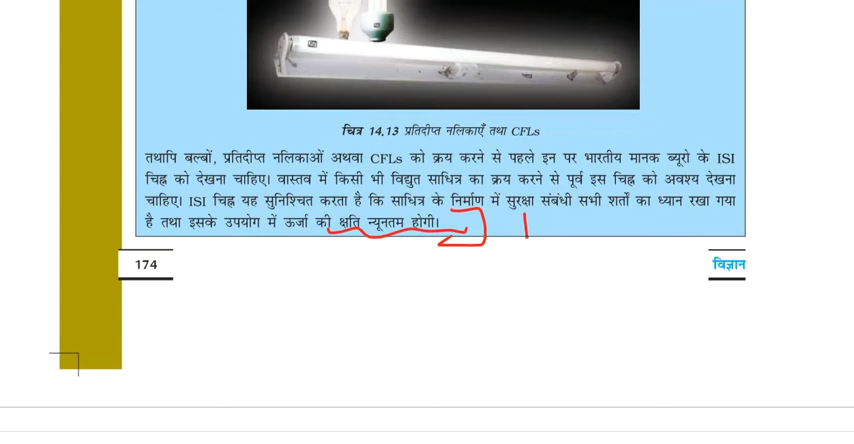 चित्र 14.13 प्रतिदीप्त नलिकाएँ तथा CFLs
तथापि बल्बों, प्रतिदीप्त नलिकाओं अथवा CFLs को क्रय करने से पहले इन पर भारतीय मानक ब्यूरो के ISI
चिह्न को देखना चाहिए। वास्तव में किसी भी विद्युत साधित्र का क्रय करने से पूर्व इस चिह्न को अवश्य देखना
चाहिए। ISI चिह्न यह सुनिश्चित करता है कि साधित्र के निर्माण में सुरक्षा संबंधी सभी शर्तों का ध्यान रखा गया
है तथा इसके उपयोग में ऊर्जा की क्षति न्यूनतम होगी।
174
विज्ञान